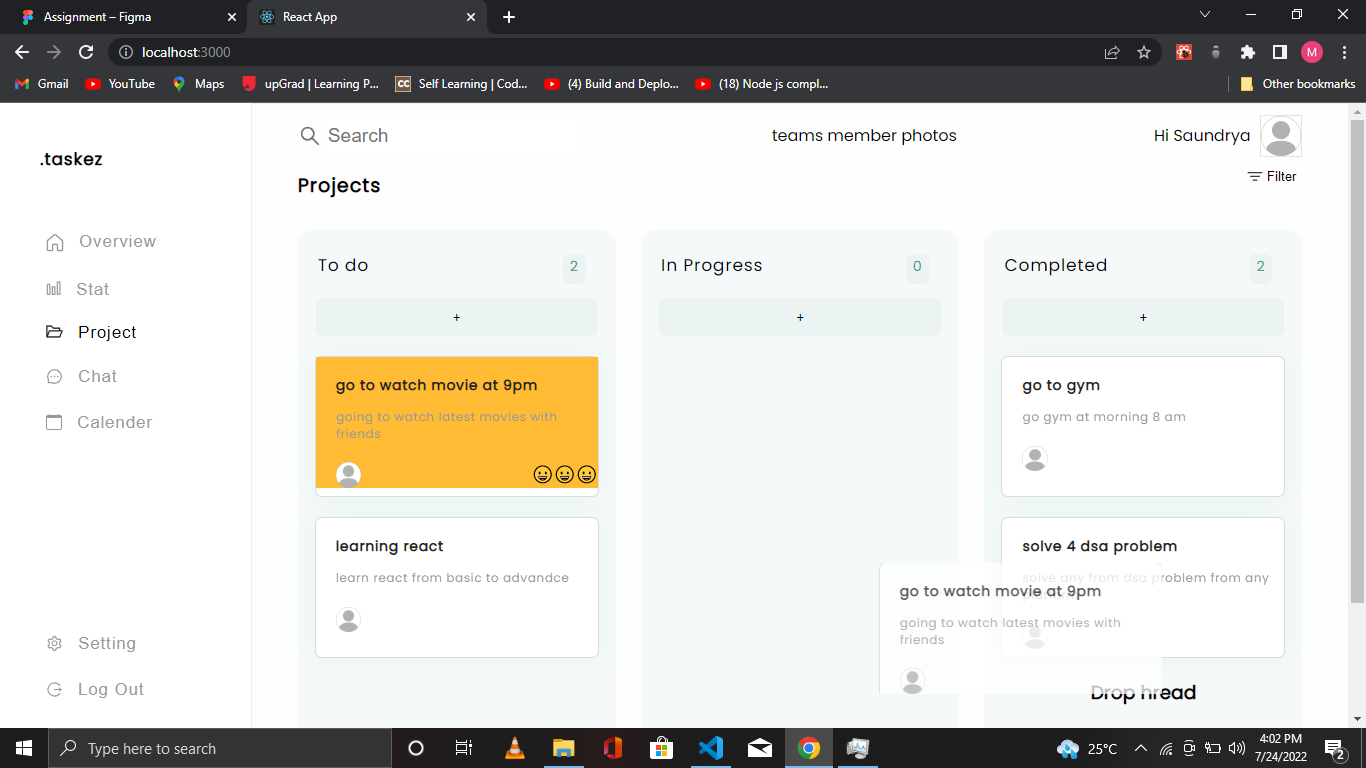 Assignment – Figma
React App
localhost:3000
M
Gmail
YouTube
Maps
upGrad | Learning P...
CC
Self Learning | Cod...
(4) Build and Deplo...
(18) Node js compl...
Other bookmarks
.taskez
Search
teams member photos
Hi Saundrya
Projects
Filter
Overview
Stat
Project
Chat
Calender
Setting
Log Out
To do
2
+
go to watch movie at 9pm
going to watch latest movies with
friends
learning react
learn react from basic to advandce
In Progress
0
+
Completed
2
+
go to gym
go gym at morning 8 am
solve 4 dsa problem
solve any from dsa problem from any
go to watch movie at 9pm
going to watch latest movies with
friends
Drop hread
Type here to search
25°C
4:02 PM
7/24/2022
2